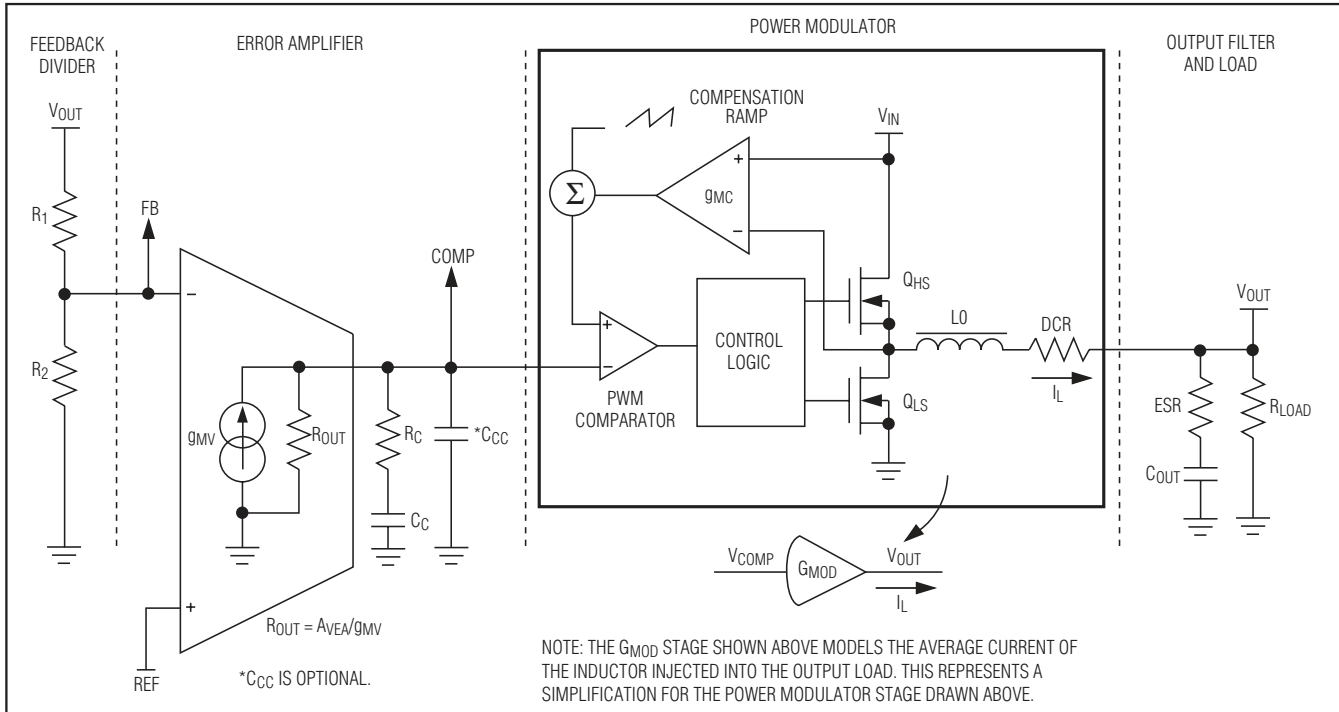 FEEDBACK
DIVIDER
ERROR AMPLIFIER
POWER MODULATOR
OUTPUT FILTER
AND LOAD
VOUT
R1
FB
R2
REF
gMV
ROUT
ROUT = AVEA/gMV
*CCC IS OPTIONAL.
COMP
RC
CC
*CCC
COMPENSATION
RAMP
Σ
gMC
+
−
VIN
+
−
PWM
COMPARATOR
CONTROL
LOGIC
QHS
QLS
LO
DCR
IL
VOUT
ESR
COUT
RLOAD
−
+
VCOMP
GMOD
VOUT
IL
NOTE: THE GMOD STAGE SHOWN ABOVE MODELS THE AVERAGE CURRENT OF
THE INDUCTOR INJECTED INTO THE OUTPUT LOAD. THIS REPRESENTS A
SIMPLIFICATION FOR THE POWER MODULATOR STAGE DRAWN ABOVE.